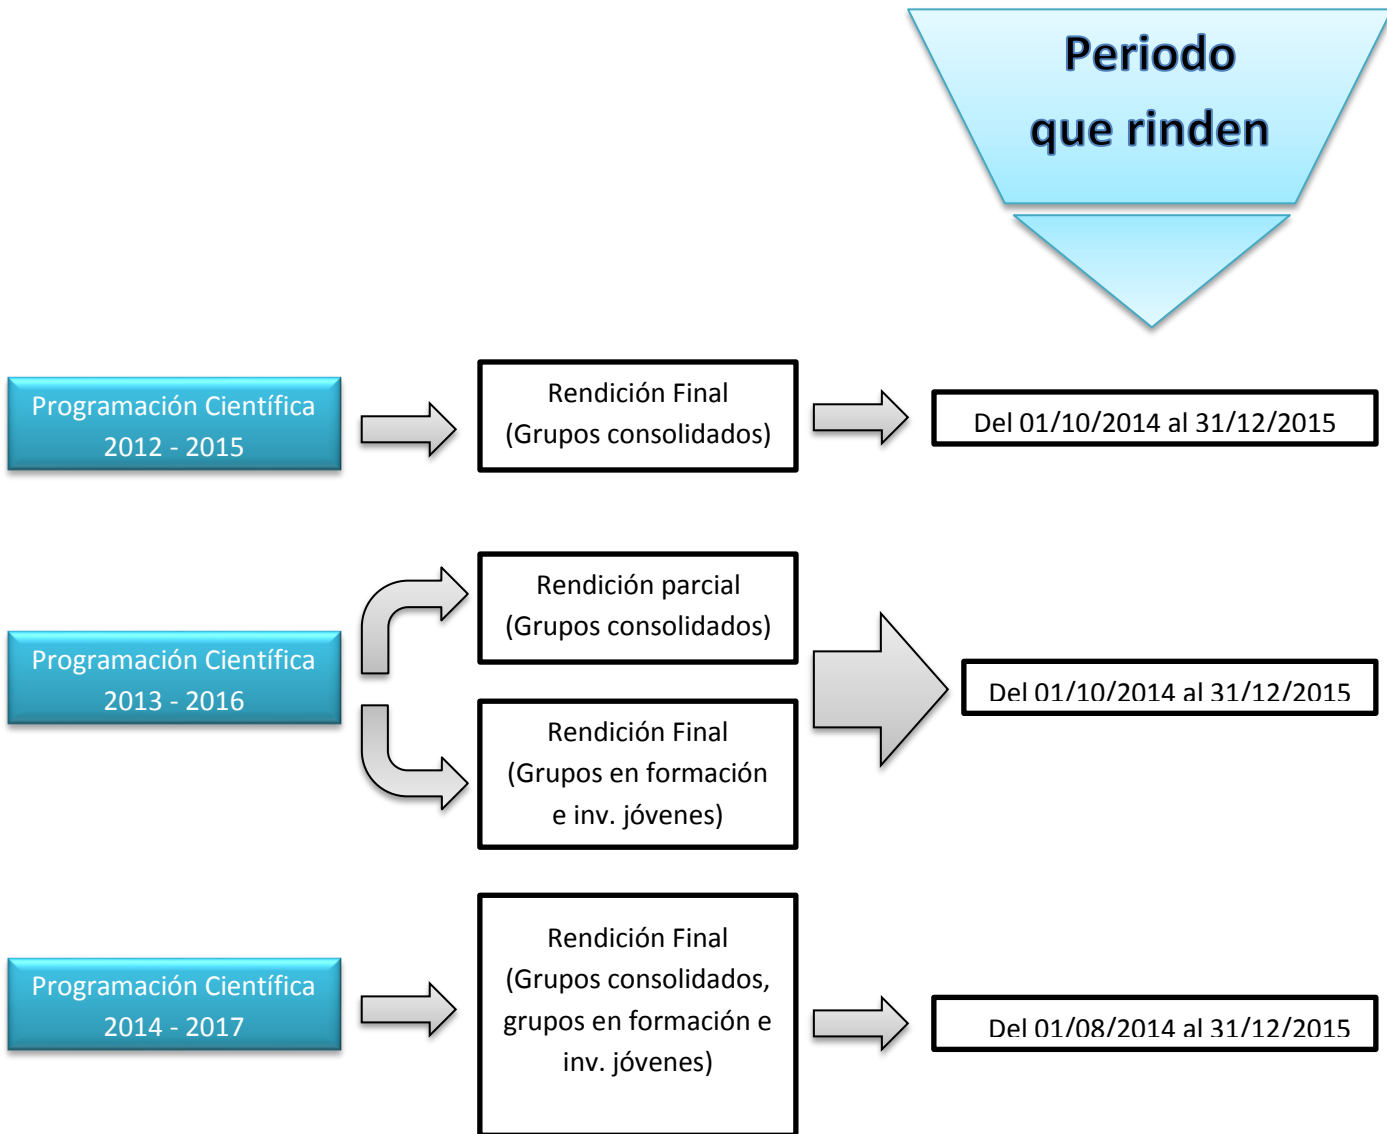 Periodo
que rinden
Programación Científica
2012 - 2015
Rendición Final
(Grupos consolidados)
Del 01/10/2014 al 31/12/2015
Programación Científica
2013 - 2016
Rendición parcial
(Grupos consolidados)
Rendición Final
(Grupos en formación
e inv. jóvenes)
Del 01/10/2014 al 31/12/2015
Programación Científica
2014 - 2017
Rendición Final
(Grupos consolidados,
grupos en formación e
inv. jóvenes)
Del 01/08/2014 al 31/12/2015